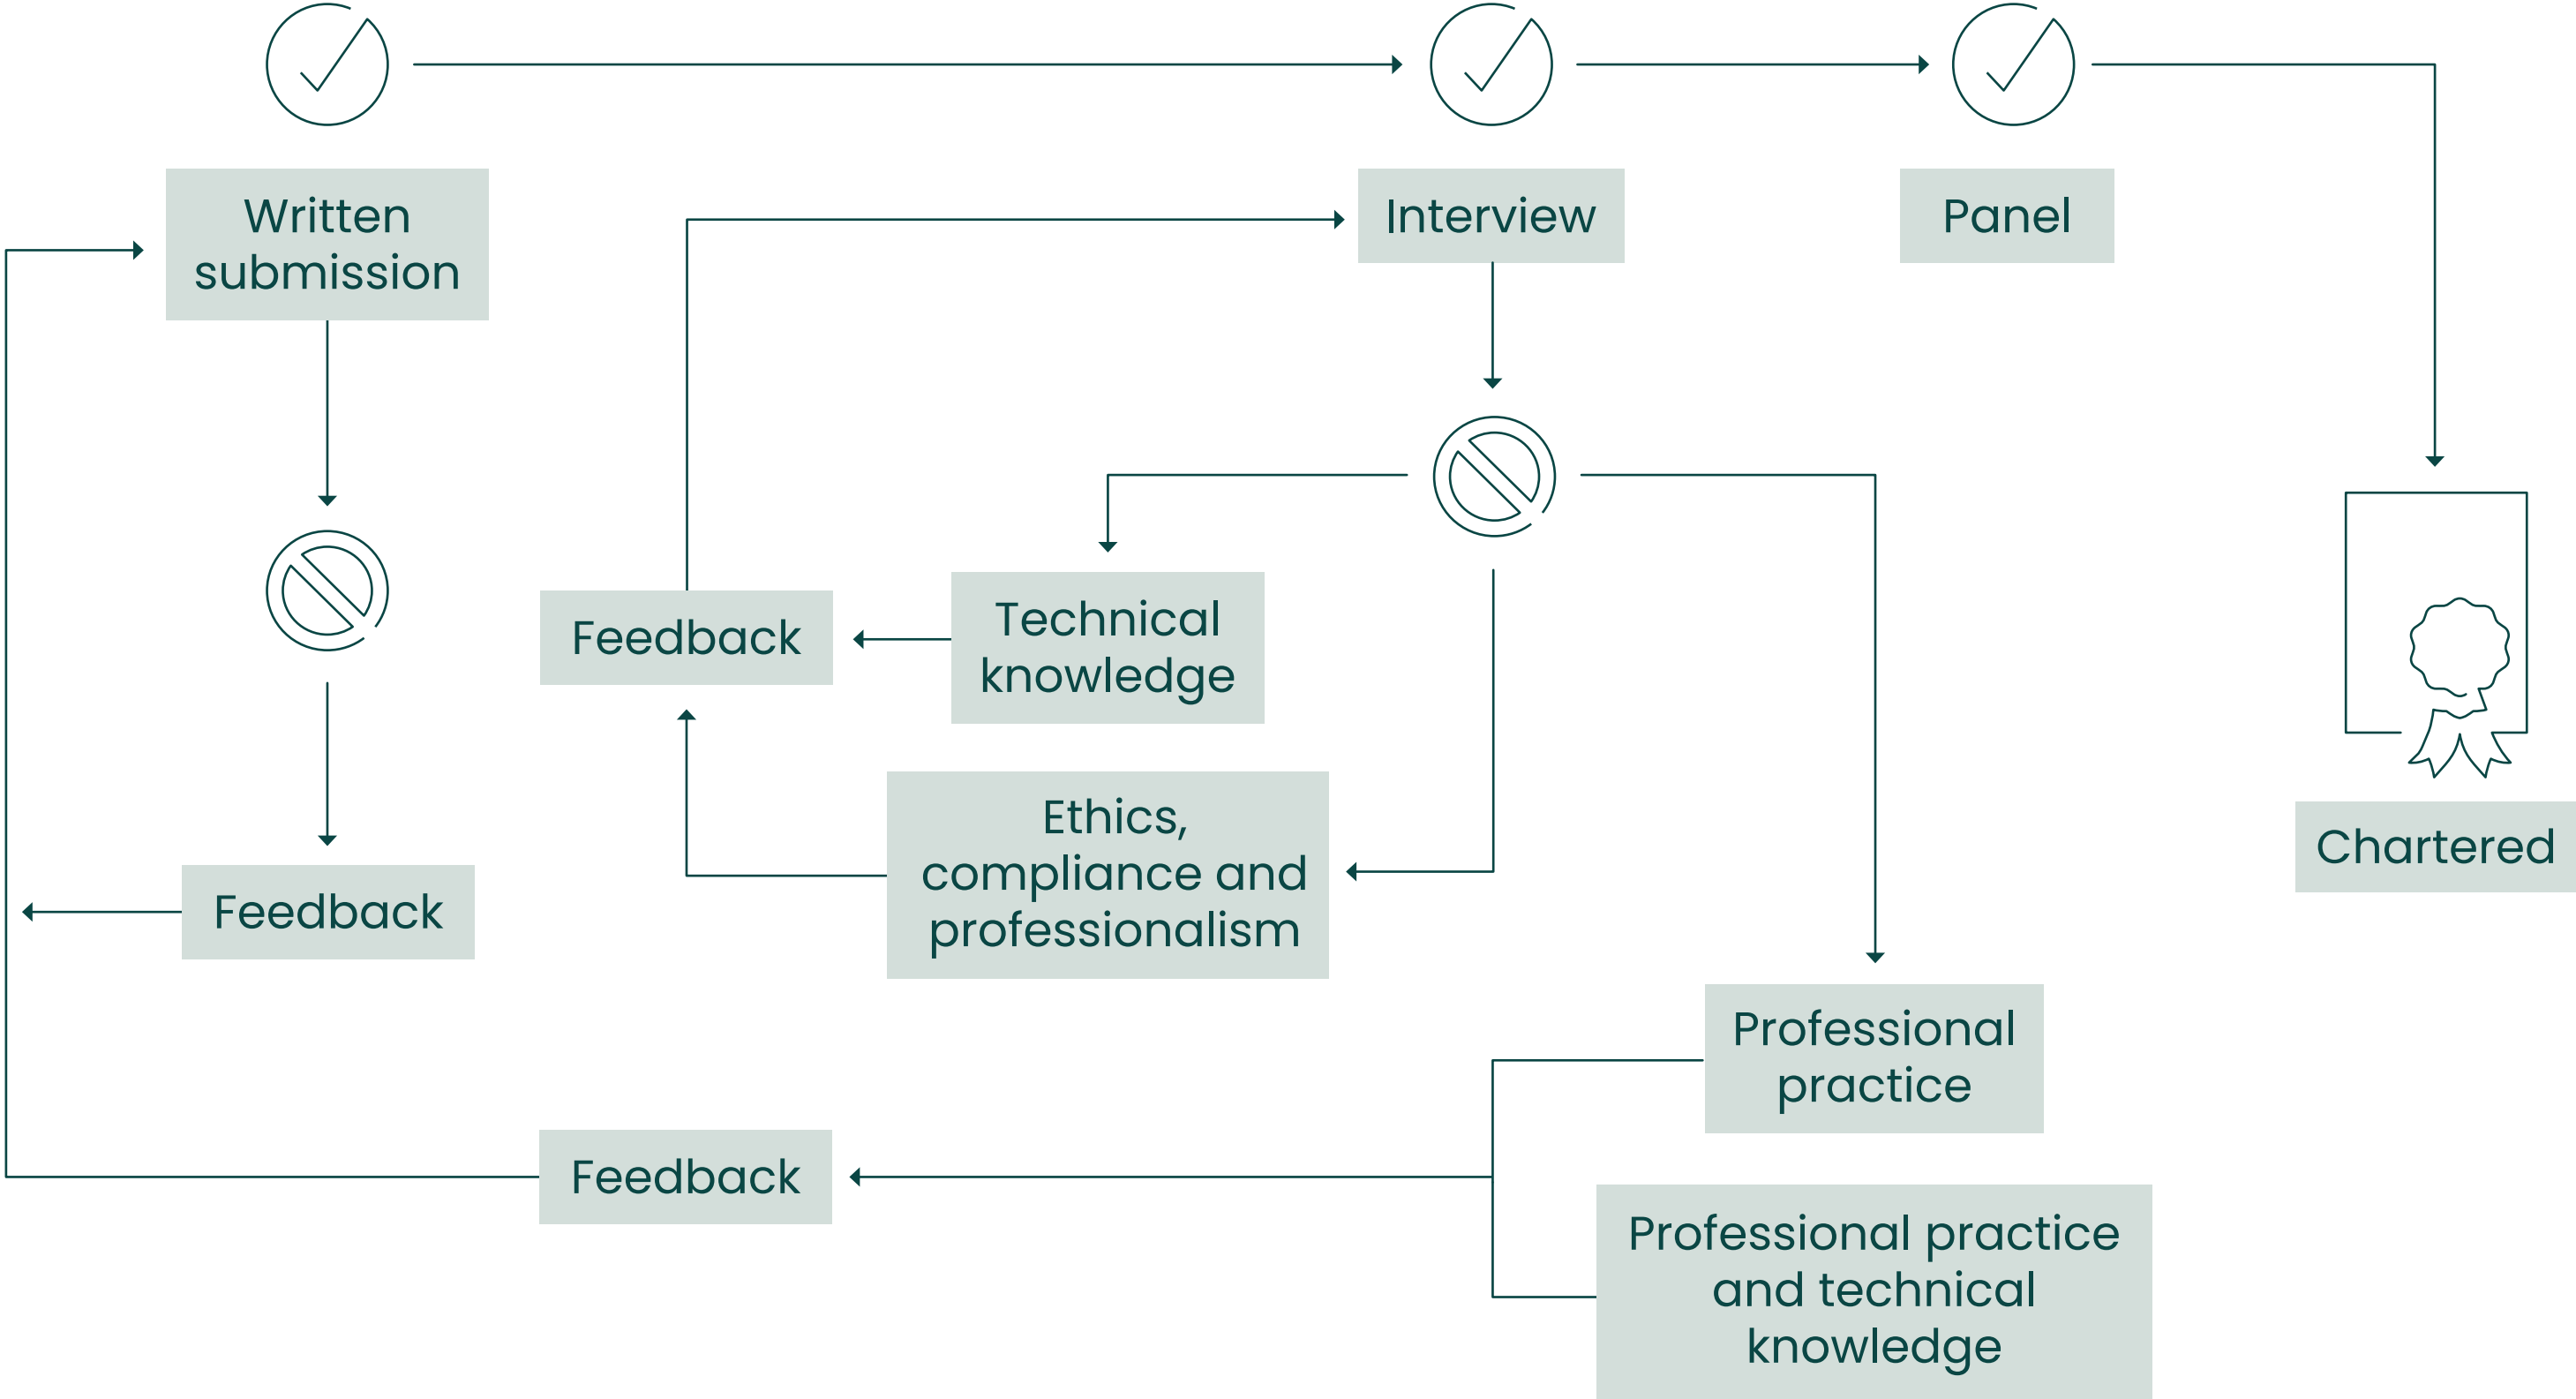 Written
submission
Interview
Panel
Feedback
Technical
knowledge
Ethics,
compliance and
professionalism
Chartered
Feedback
Professional
practice
Feedback
Professional practice
and technical
knowledge